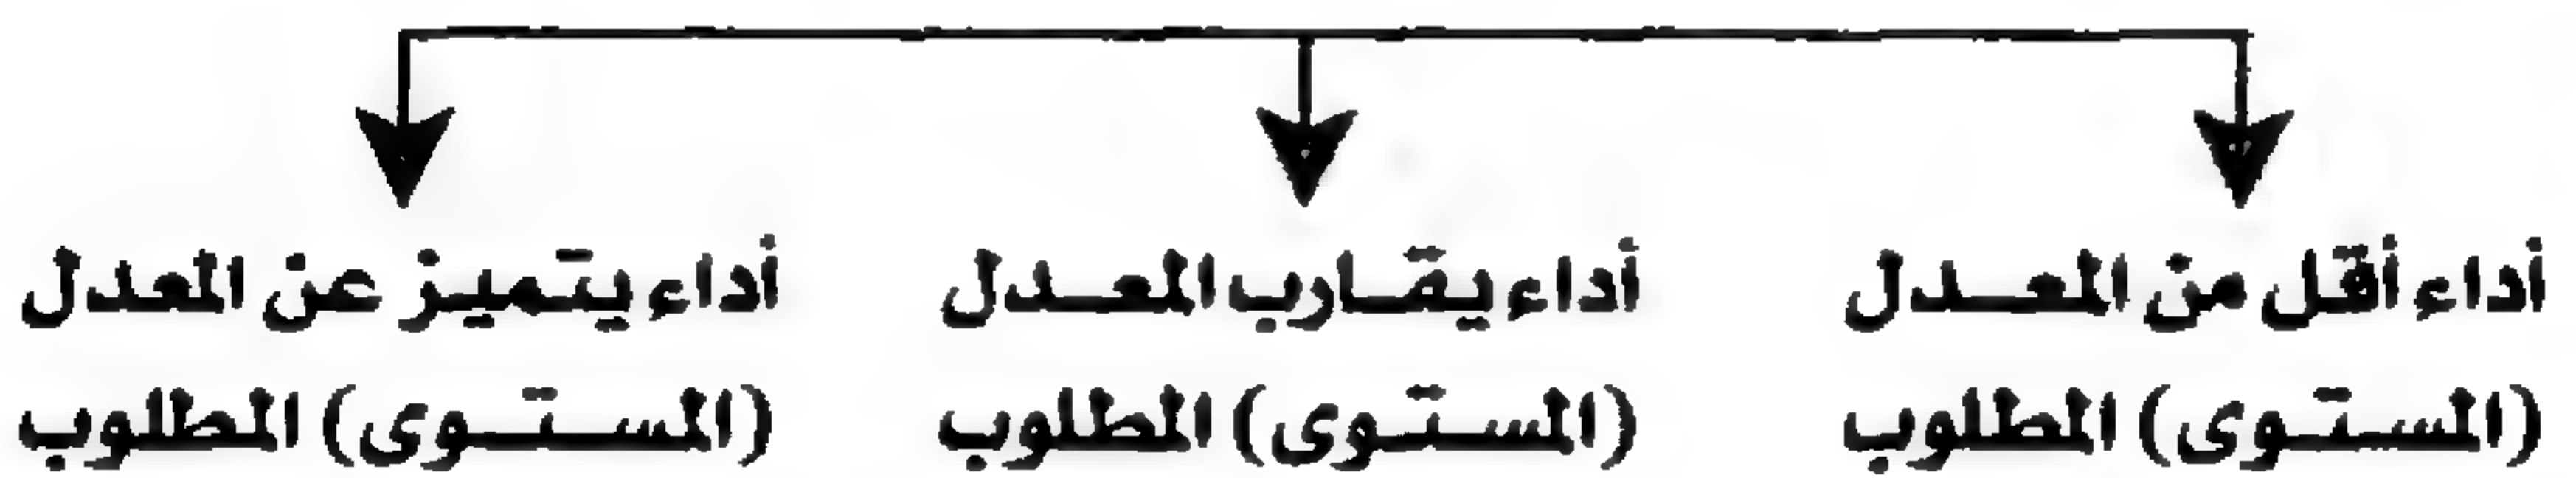 أداء أقل من المعدل
(المستوى) المطلوب
أداء يقارب المعدل
(المستوى) المطلوب
أداء يتميز عن المعدل
(المستوى) المطلوب